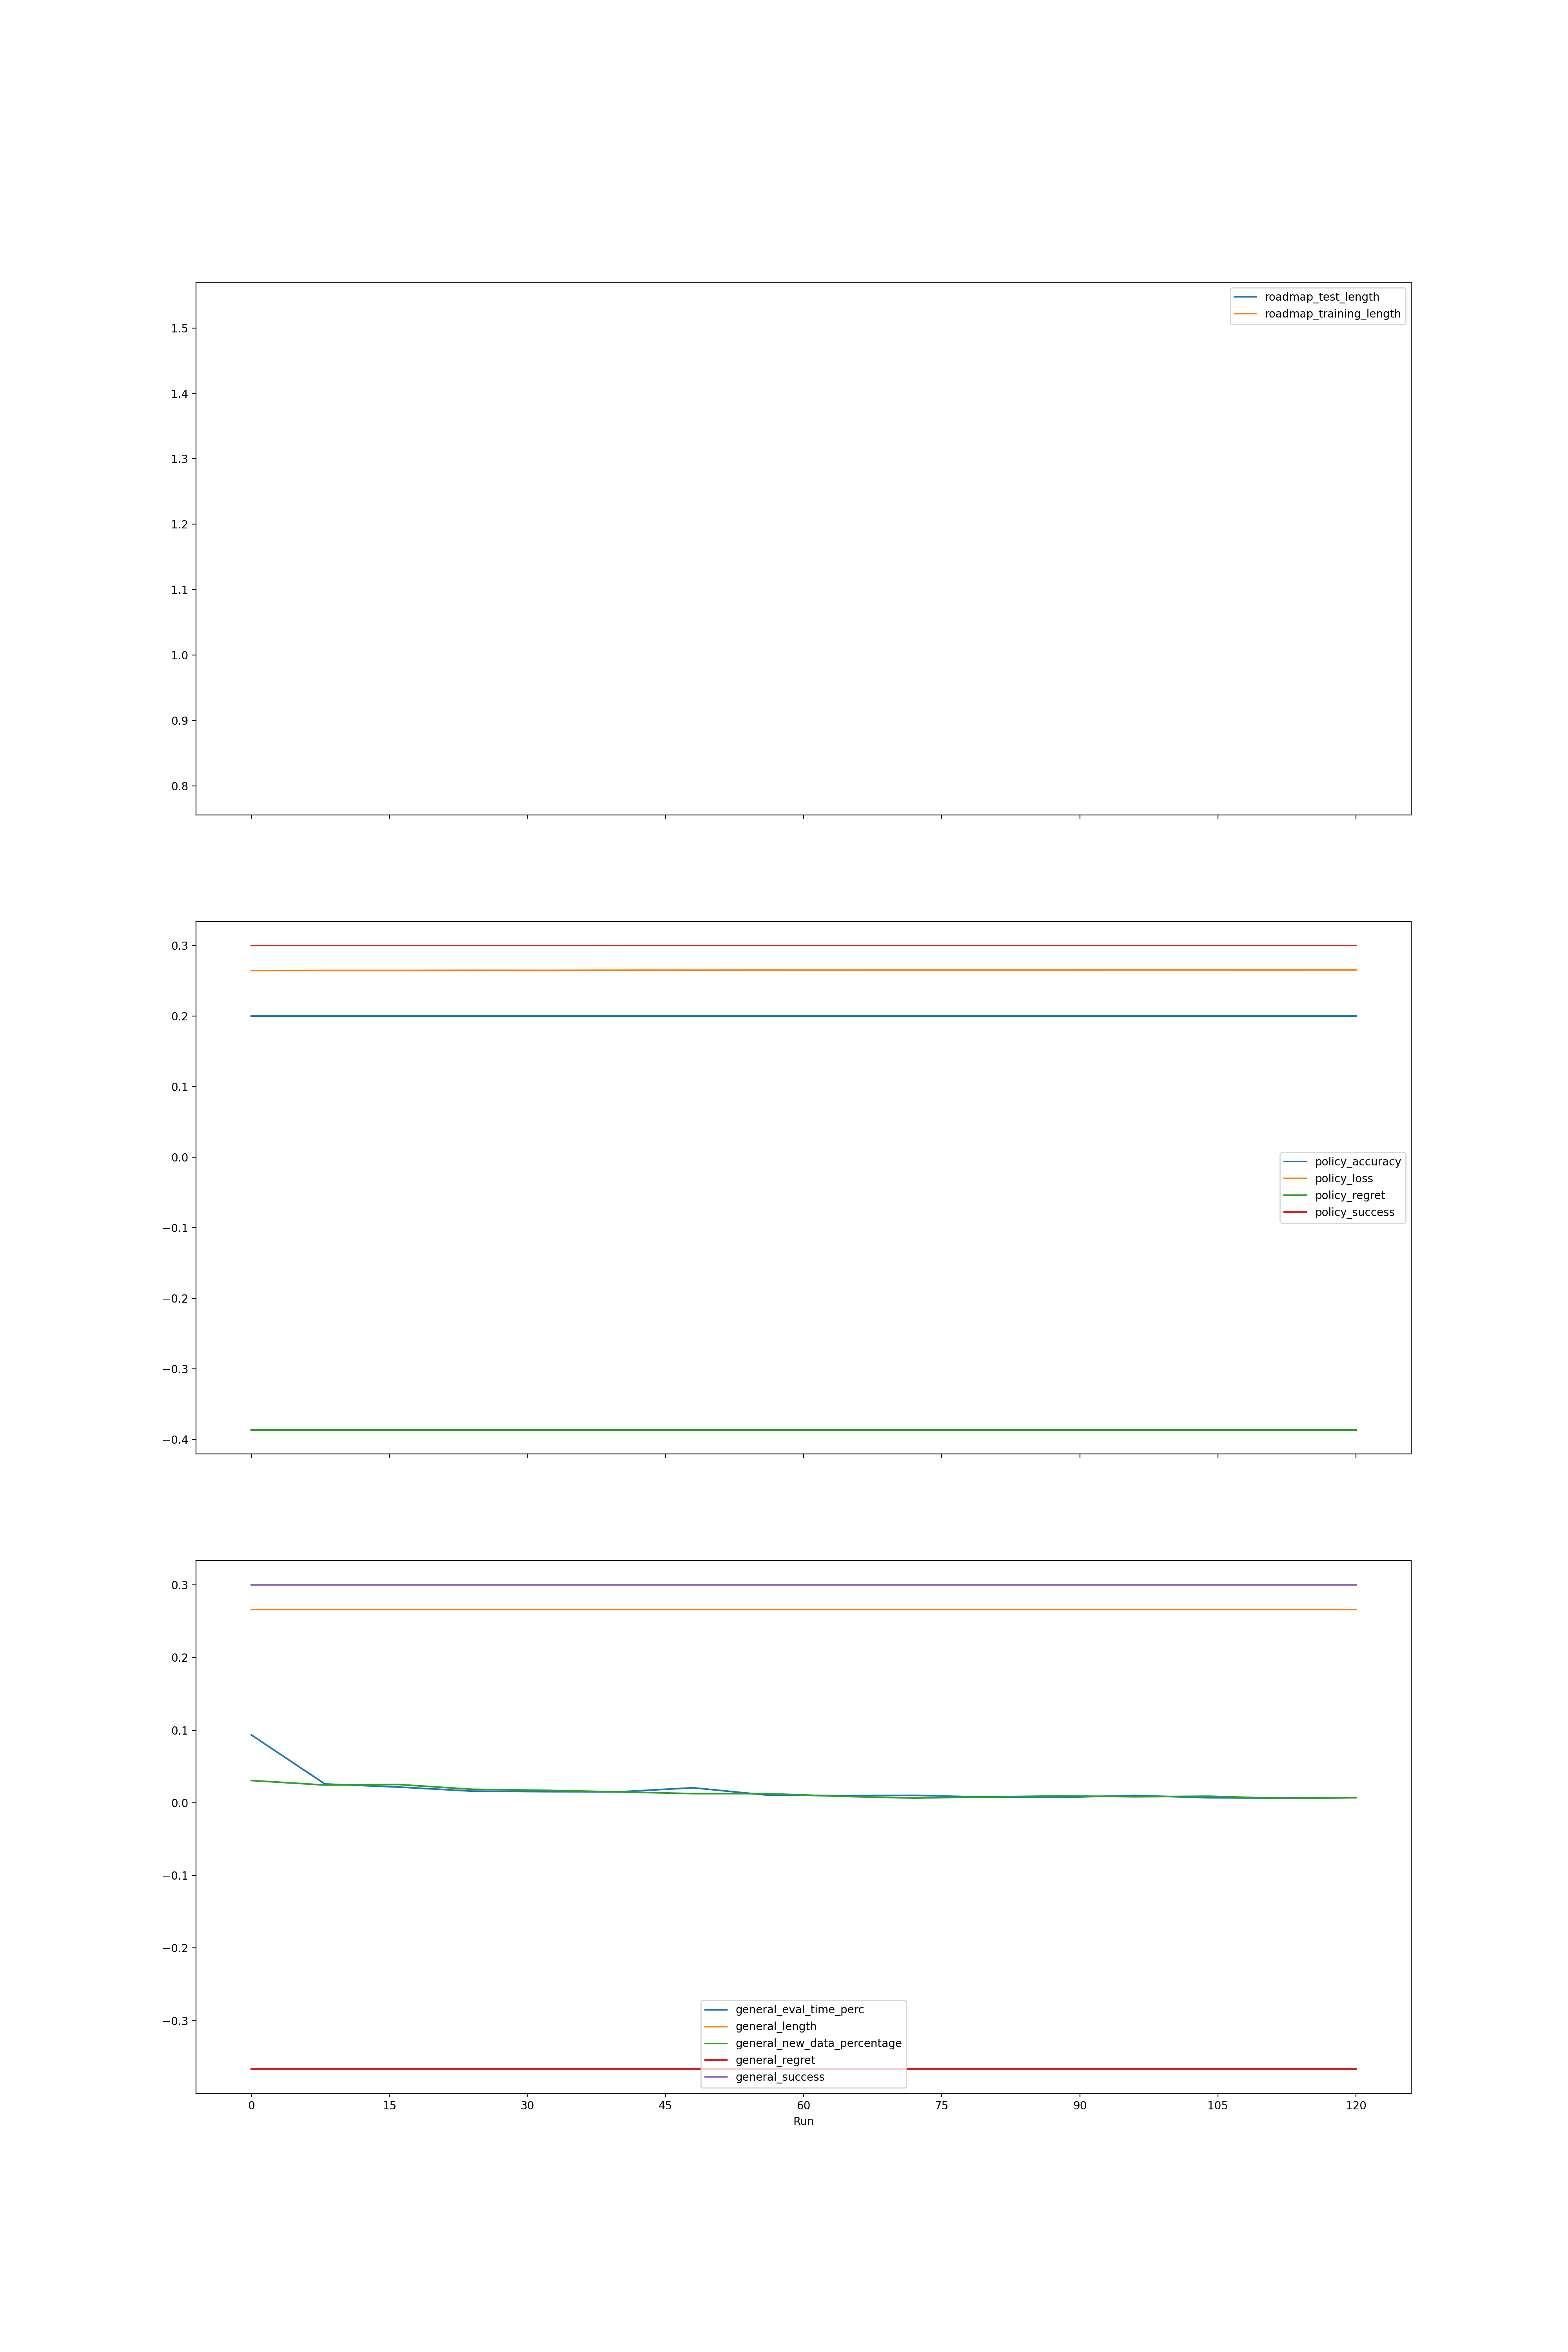 roadmap_test_length
roadmap_training_length
1.5
1.4
1.3
1.2
1.1
1.0
0.9
0.8
0.3
0.2
0.1
0.0
−0.1
−0.2
−0.3
−0.4
policy_accuracy
policy_loss
policy_regret
policy_success
0.3
0.2
0.1
0.0
−0.1
−0.2
−0.3
general_eval_time_perc
general_length
general_new_data_percentage
general_regret
general_success
0 15 30 45 60 75 90 105 120
Run